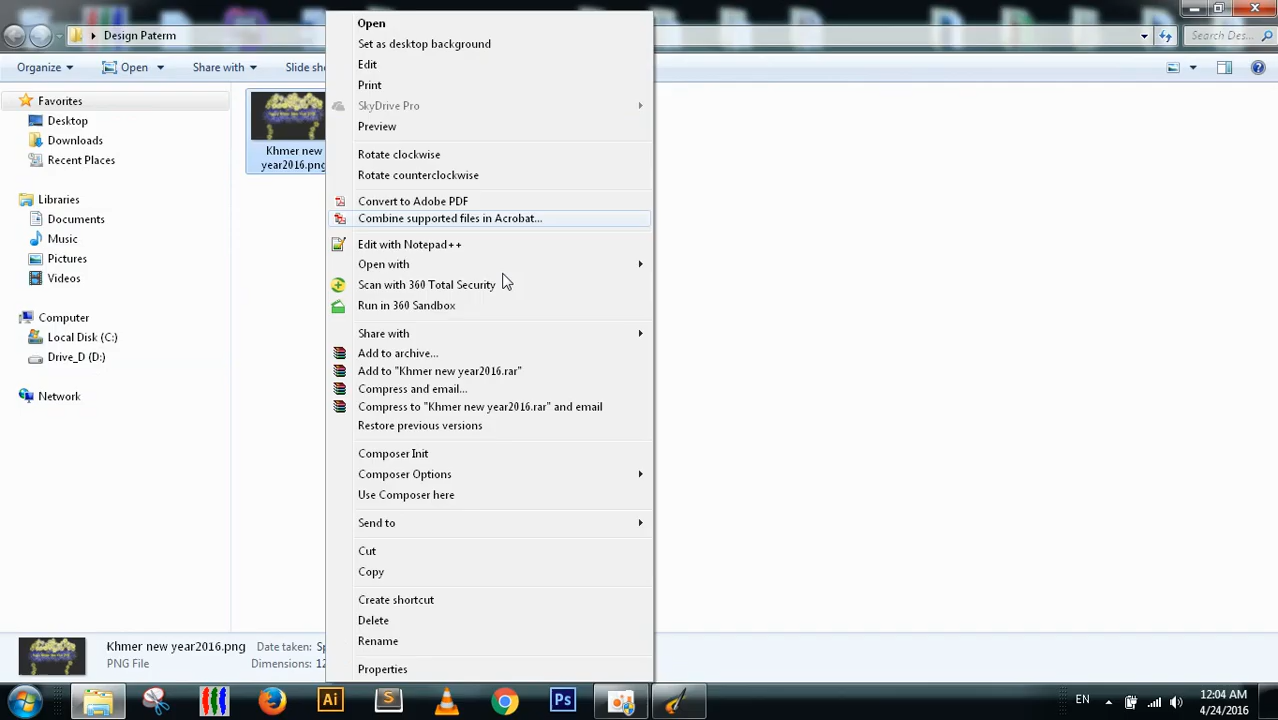 Design Paterm
Search Des...
Organize
Open
Share with
Slide sh
Favorites
Desktop
Downloads
Recent Places
Libraries
Documents
Music
Pictures
Videos
Computer
Local Disk (C:)
Drive_D (D:)
Network
Khmer new
year2016.png
Open
Set as desktop background
Edit
Print
SkyDrive Pro
Preview
Rotate clockwise
Rotate counterclockwise
Convert to Adobe PDF
Combine supported files in Acrobat...
Edit with Notepad++
Open with
Scan with 360 Total Security
Run in 360 Sandbox
Share with
Add to archive...
Add to "Khmer new year2016.rar"
Compress and email...
Compress to "Khmer new year2016.rar" and email
Restore previous versions
Composer Init
Composer Options
Use Composer here
Send to
Cut
Copy
Create shortcut
Delete
Rename
Properties
Khmer new year2016.png
Date taken: Sp
PNG File
Dimensions: 12
Ai
S
Ps
EN
12:04 AM
4/24/2016